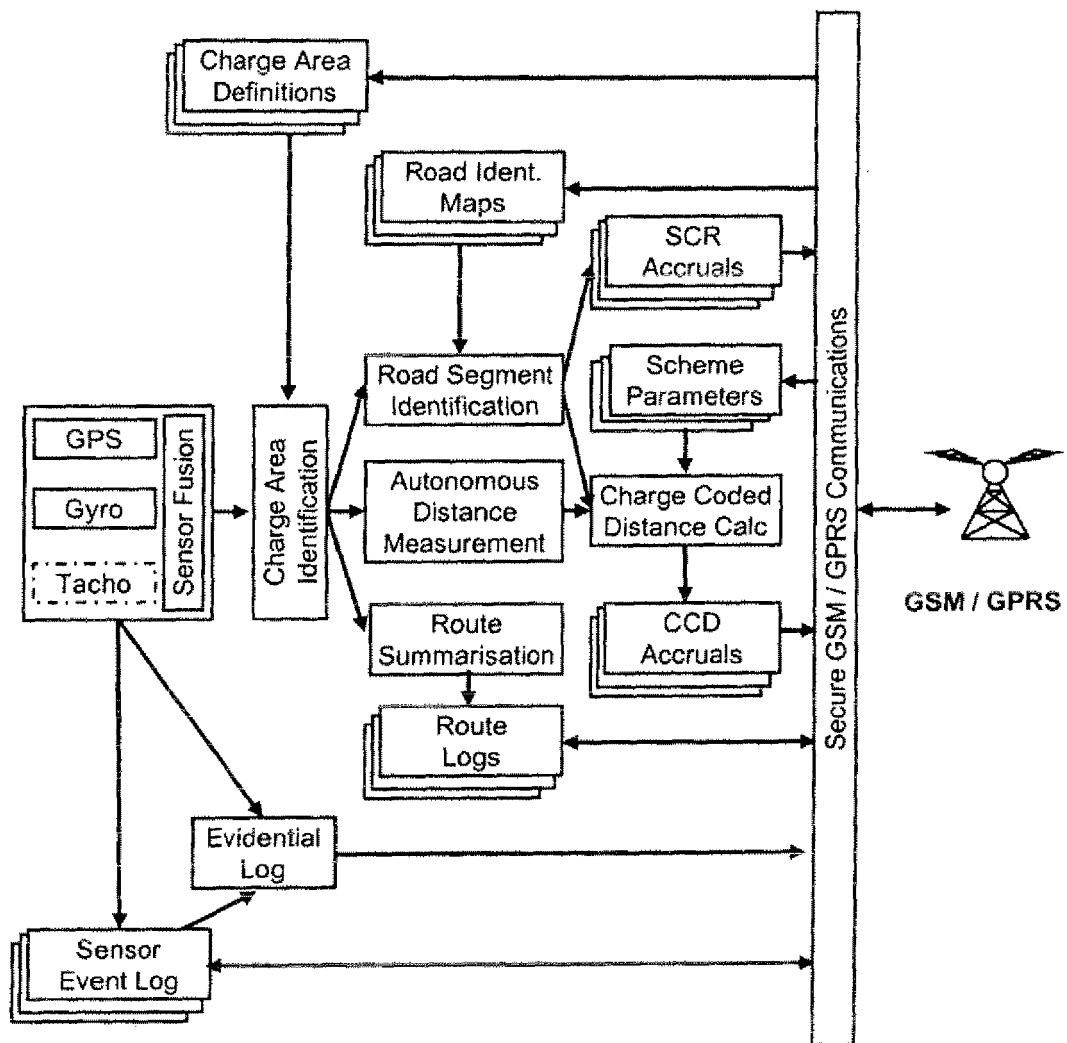 Charge Area
Definitions
Road Ident.
Maps
SCR
Accruals
Scheme
Parameters
Road Segment
Identification
GPS
Gyro
Tacho
Sensor Fusion
Charge Area
Identification
Autonomous
Distance
Measurement
Charge Coded
Distance Calc
Route
Summarisation
CCD
Accruals
Route
Logs
Evidential
Log
Sensor
Event Log
Secure GSM / GPRS Communications
GSM / GPRS